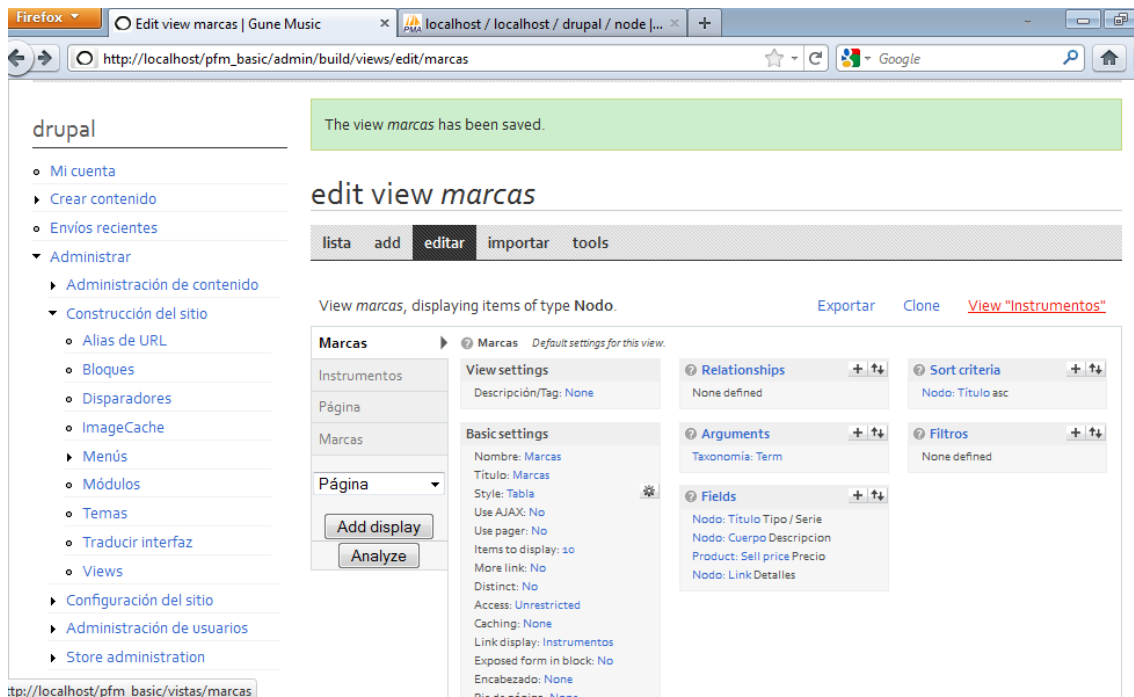 Firefox
Edit view marcas | Gune Music
localhost / localhost / drupal / node |...
http://localhost/pfm_basic/admin/build/views/edit/marcas
Google
drupal
Mi cuenta
Crear contenido
Envíos recientes
Administrar
Administración de contenido
Construcción del sitio
Alias de URL
Bloques
Disparadores
ImageCache
Menús
Módulos
Temas
Traducir interfaz
Views
Configuración del sitio
Administración de usuarios
Store administration
The view marcas has been saved.
edit view marcas
lista add editar importar tools
View marcas, displaying items of type Nodo.
Exportar Clone View "Instrumentos"
Marcas
Instrumentos
Página
Marcas
Página
Add display
Analyze
Marcas Default settings for this view.
View settings
Descripción/Tag: None
Basic settings
Nombre: Marcas
Título: Marcas
Style: Tabla
Use AJAX: No
Use pager: No
Items to display: 10
More link: No
Distinct: No
Access: Unrestricted
Caching: None
Link display: Instrumentos
Exposed form in block: No
Encabezado: None
Pie de página: None
Relationships
None defined
Arguments
Taxonomía: Term
Fields
Nodo: Título Tipo / Serie
Nodo: Cuerpo Descripcion
Product: Sell price Precio
Nodo: Link Detalles
Sort criteria
Nodo: Título asc
Filtros
None defined
ttp://localhost/pfm_basic/vistas/marcas